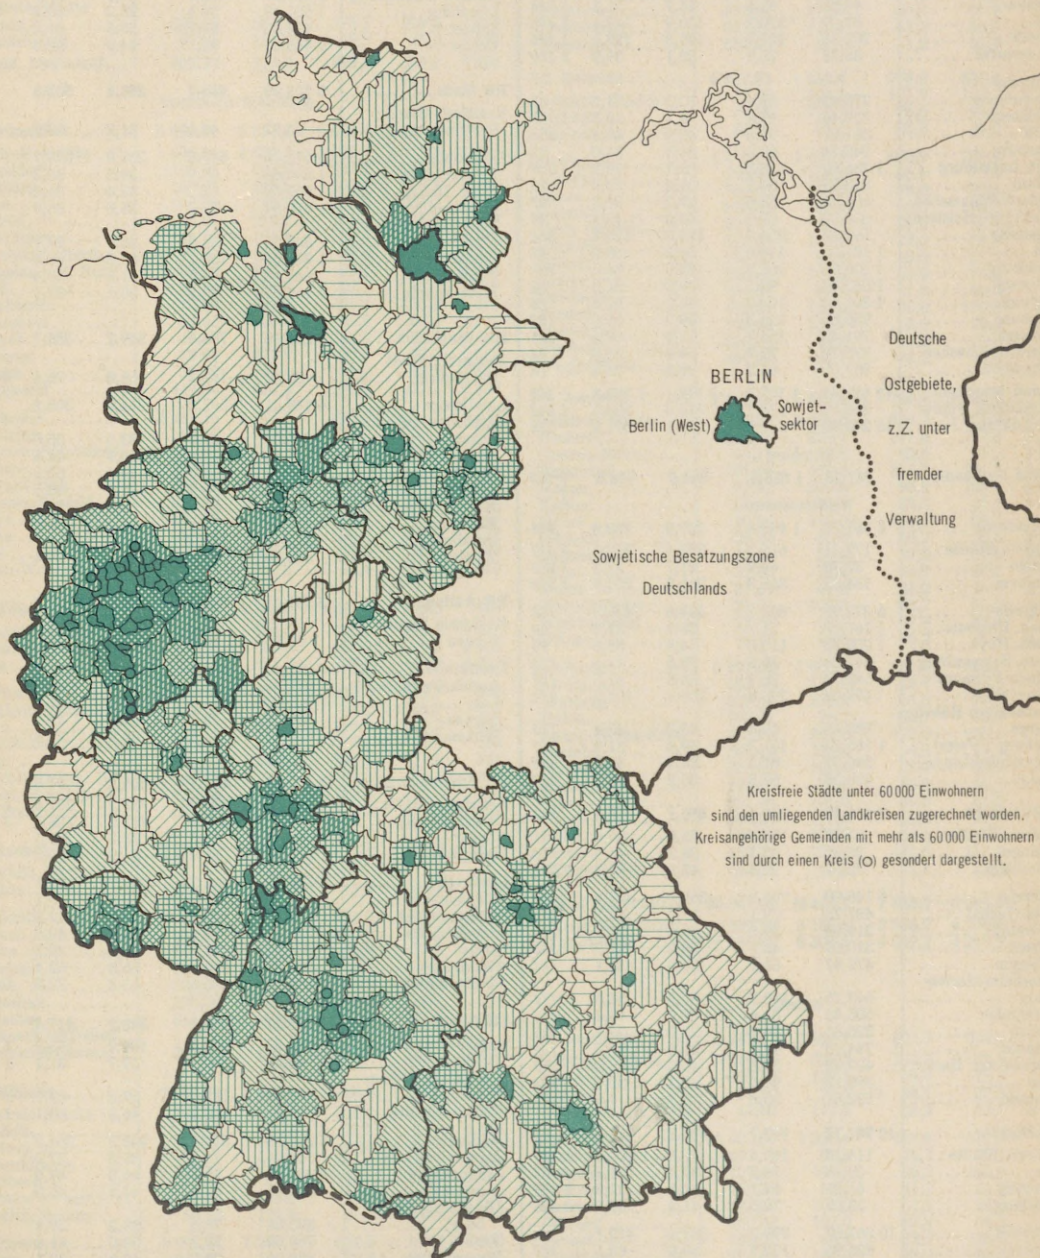 Deutsche
Ostgebiete,
z.Z. unter
fremder
Verwaltung
BERLIN
Berlin (West)
Sowjet-
sektor
Sowjetische Besatzungszone
Deutschlands
Kreisfreie Städte unter 60000 Einwohnern
sind den umliegenden Landkreisen zugerechnet worden.
Kreisangehörige Gemeinden mit mehr als 60000 Einwohnern
sind durch einen Kreis (O) gesondert dargestellt.